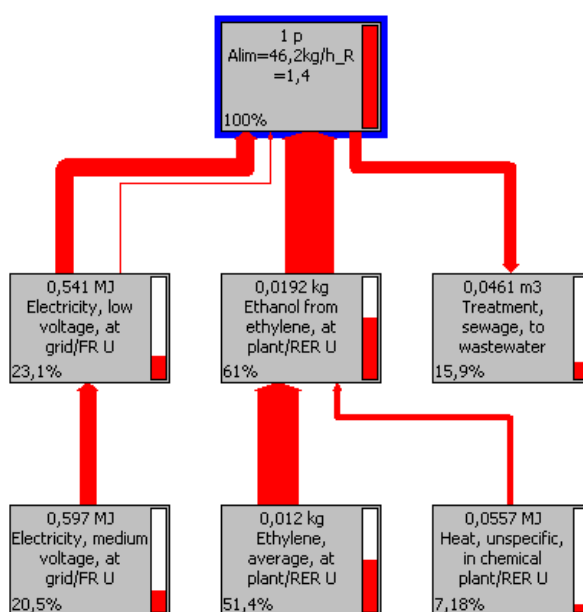 1 p
Alim=46,2kg/h_R
=1,4
100%
0,541 MJ
Electricity, low
voltage, at
grid/FR U
23,1%
0,0192 kg
Ethanol from
ethylene, at
plant/RER U
61%
0,0461 m3
Treatment,
sewage, to
wastewater
15,9%
0,597 MJ
Electricity, medium
voltage, at
grid/FR U
20,5%
0,012 kg
Ethylene,
average, at
plant/RER U
51,4%
0,0557 MJ
Heat, unspecific,
in chemical
plant/RER U
7,18%